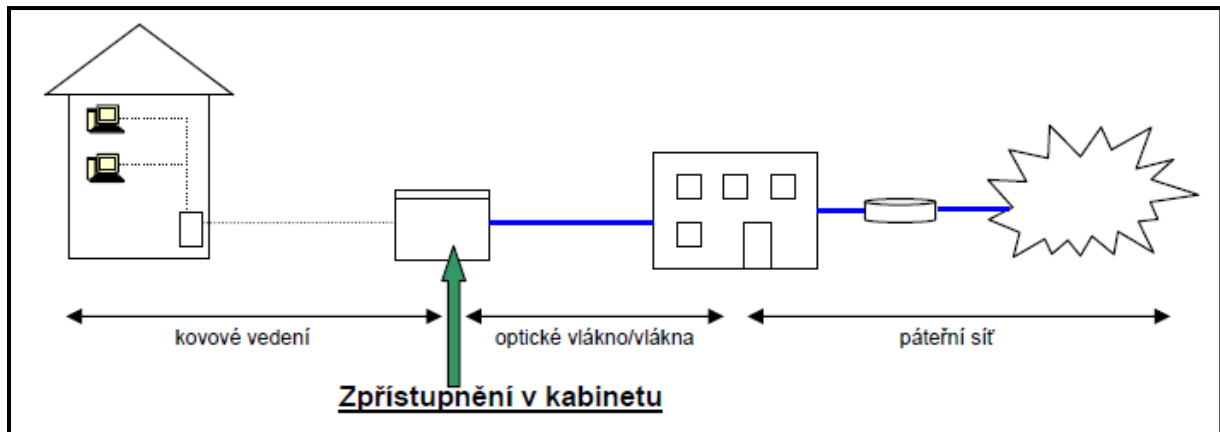 kovové vedení
optické vlákno/vlákna
páteřní síť
Zpřístupnění v kabinetu